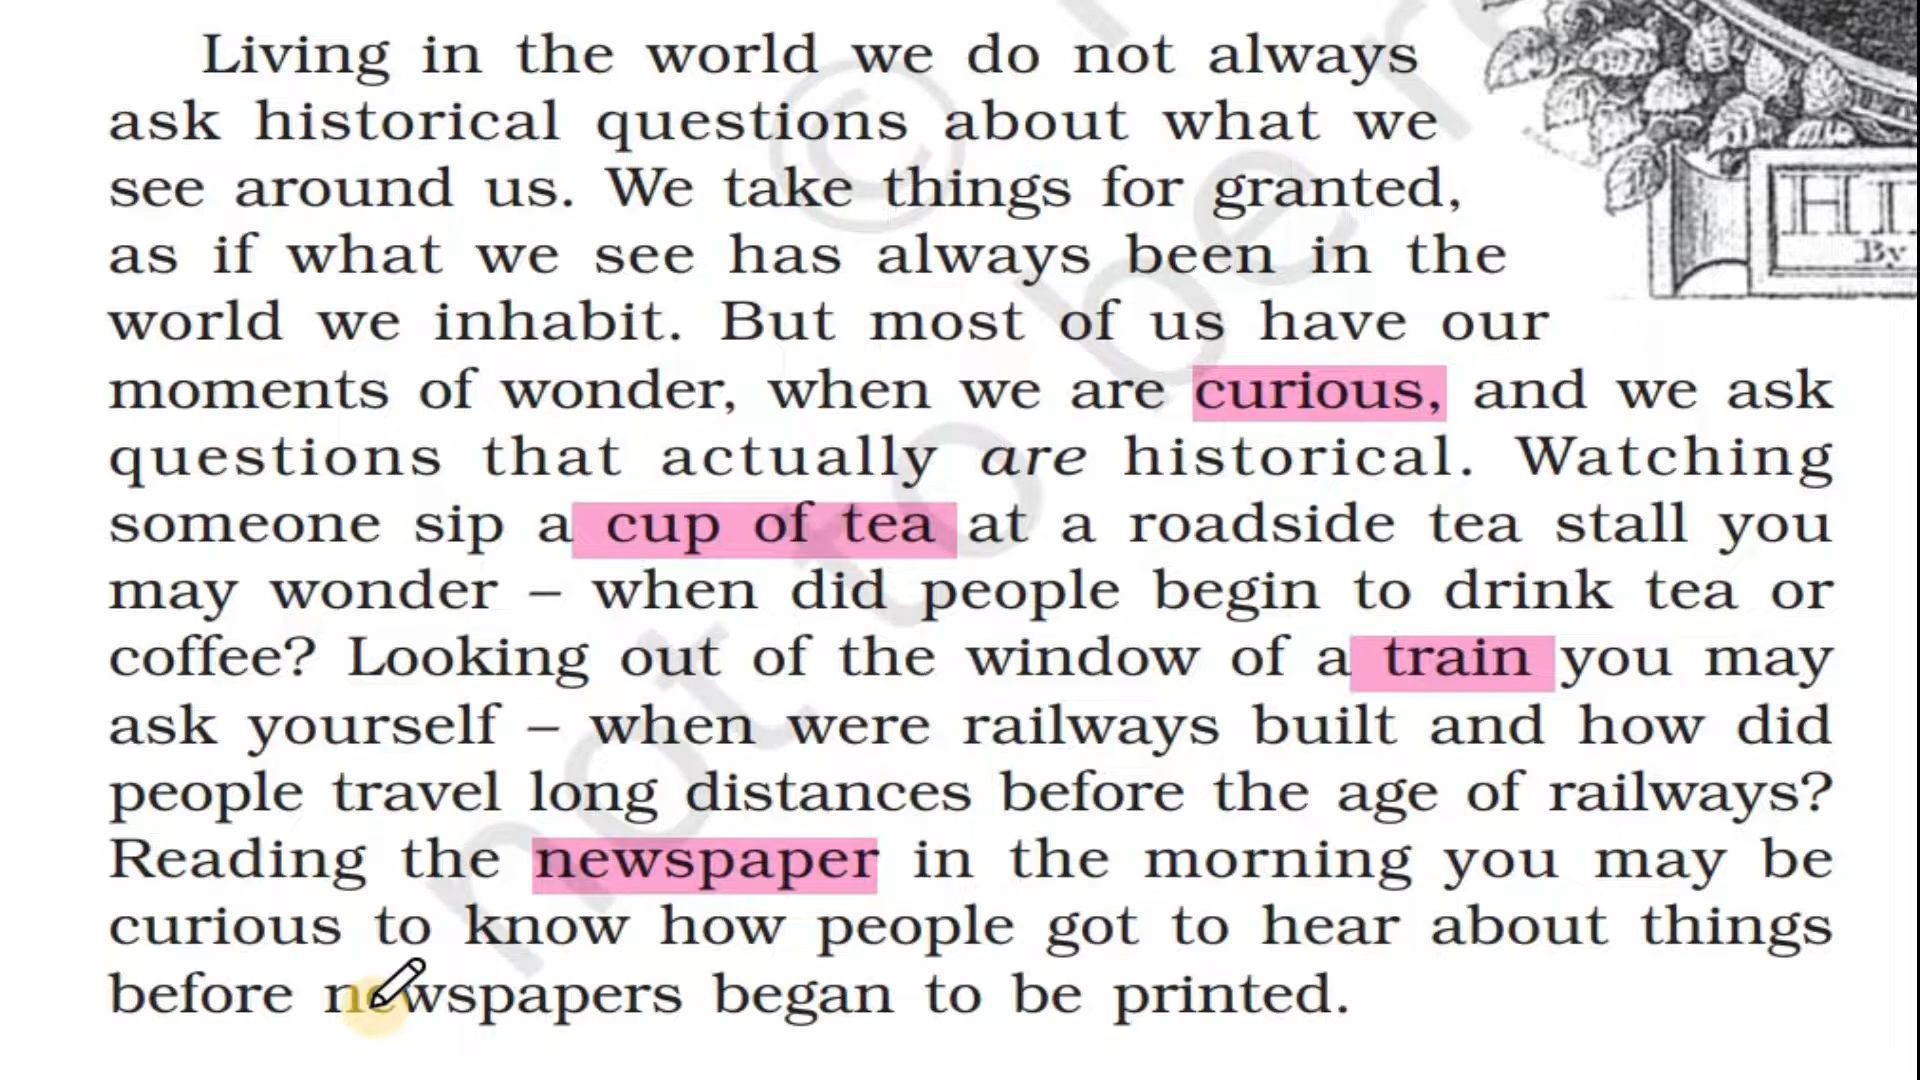 Living in the world we do not always
ask historical questions about what we
see around us. We take things for granted,
as if what we see has always been in the
world we inhabit. But most of us have our
moments of wonder, when we are curious, and we ask
questions that actually are historical. Watching
someone sip a cup of tea at a roadside tea stall you
may wonder – when did people begin to drink tea or
coffee? Looking out of the window of a train you may
ask yourself – when were railways built and how did
people travel long distances before the age of railways?
Reading the newspaper in the morning you may be
curious to know how people got to hear about things
before newspapers began to be printed.
© 
not to be re
By